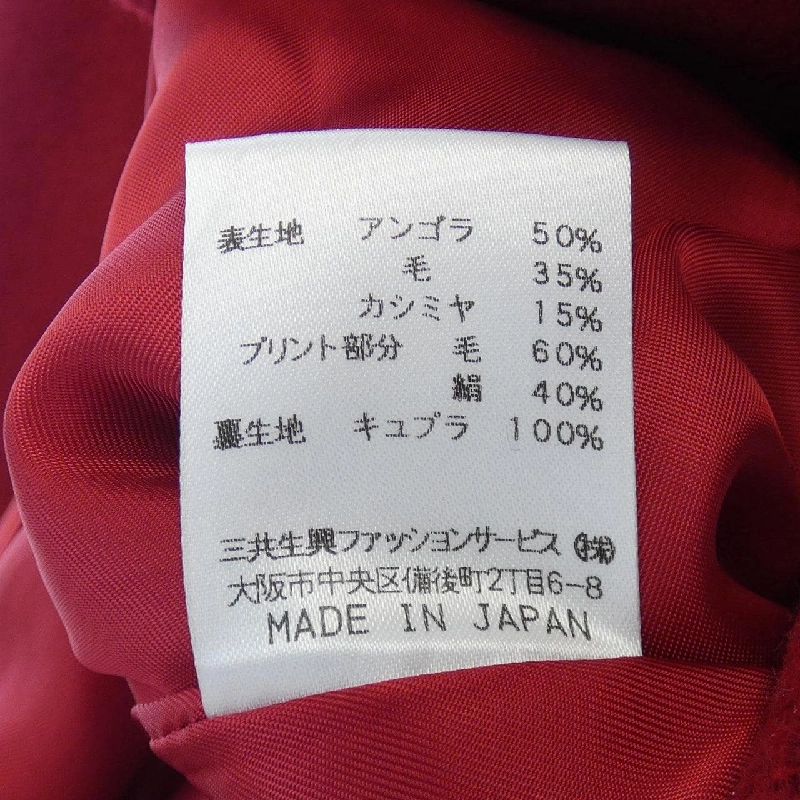 表生地 アンゴラ 50%
毛 35%
カシミヤ 15%
プリント部分 毛 60%
絹 40%
裏生地 キュプラ 100%
三共生興ファッションサービス ㈱
大阪市中央区備後町2丁目6-8
MADE IN JAPAN